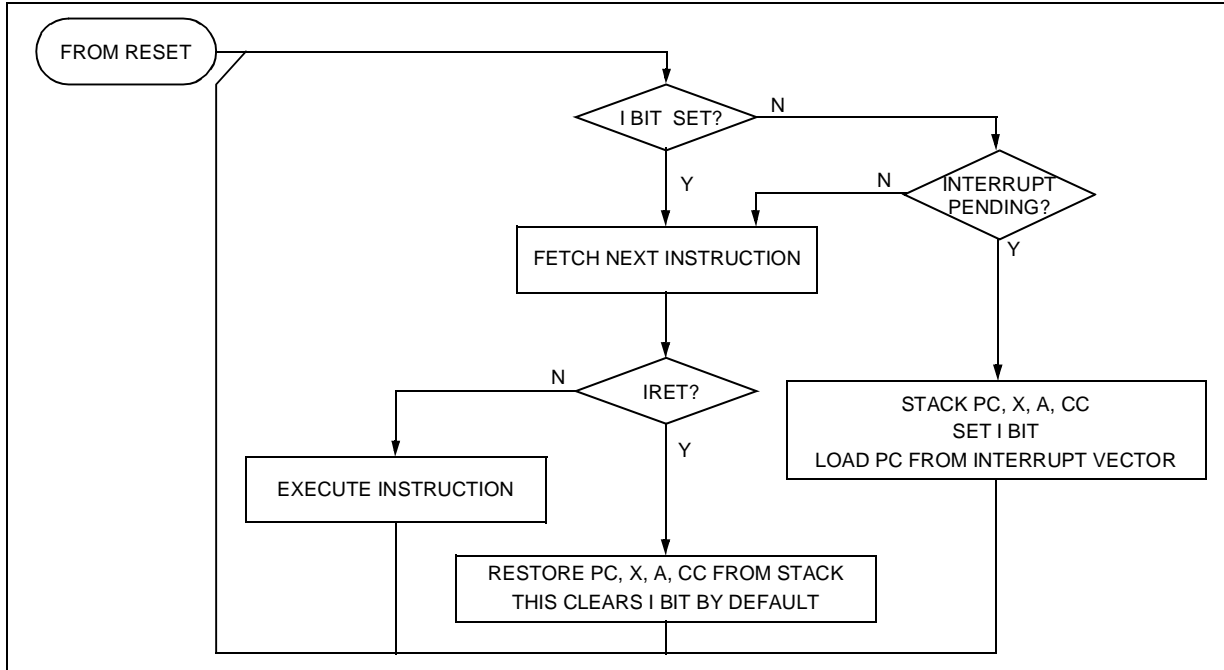 FROM RESET
I BIT SET?
N
Y
N
INTERRUPT
PENDING?
Y
FETCH NEXT INSTRUCTION
N
IRET?
Y
STACK PC, X, A, CC
SET I BIT
LOAD PC FROM INTERRUPT VECTOR
EXECUTE INSTRUCTION
RESTORE PC, X, A, CC FROM STACK
THIS CLEARS I BIT BY DEFAULT